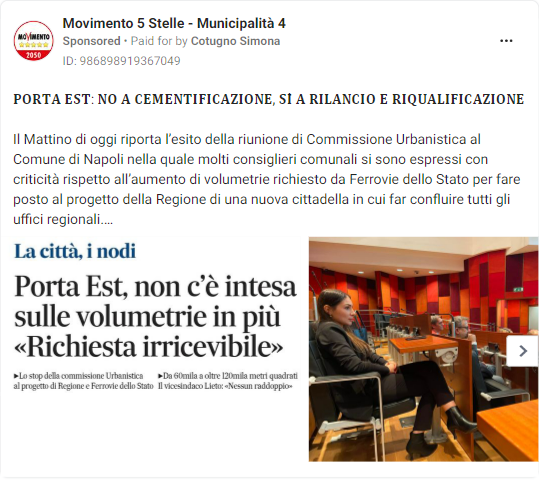 MOVIMENTO
2050
Movimento 5 Stelle - Municipalità 4
Sponsored • Paid for by Cotugno Simona
ID: 986898919367049
PORTA EST: NO A CEMENTIFICAZIONE, SÌ A RILANCIO E RIQUALIFICAZIONE
Il Mattino di oggi riporta l’esito della riunione di Commissione Urbanistica al
Comune di Napoli nella quale molti consiglieri comunali si sono espressi con
criticità rispetto all’aumento di volumetrie richiesto da Ferrovie dello Stato per fare
posto al progetto della Regione di una nuova cittadella in cui far confluire tutti gli
uffici regionali....
La città, i nodi
Porta Est, non c’è intesa
sulle volumetrie in più
«Richiesta irricevibile»
►Lo stop della commissione Urbanistica
al progetto di Regione e Ferrovie dello Stato
►Da 60mila a oltre 120mila metri quadrati
Il vicesindaco Lieto: «Nessun raddoppio»